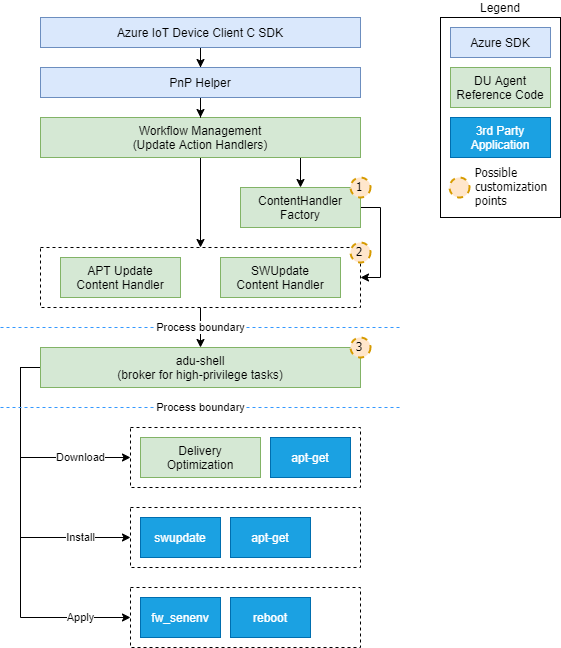 Azure IoT Device Client C SDK
PnP Helper
Workflow Management
(Update Action Handlers)
1
ContentHandler
Factory
2
APT Update
Content Handler
SWUpdate
Content Handler
Process boundary
3
adu-shell
(broker for high-privilege tasks)
Process boundary
Download
Delivery
Optimization
apt-get
Install
swupdate
apt-get
Apply
fw_senenv
reboot
Legend
Azure SDK
DU Agent
Reference Code
3rd Party
Application
Possible
customization
points